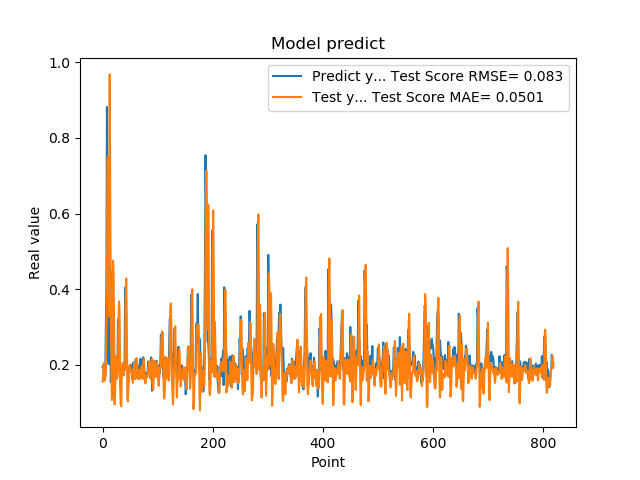 Model predict
Predict y... Test Score RMSE= 0.083
Test y... Test Score MAE= 0.0501
1.0
0.8
0.6
0.4
0.2
Real value
0 200 400 600 800
Point